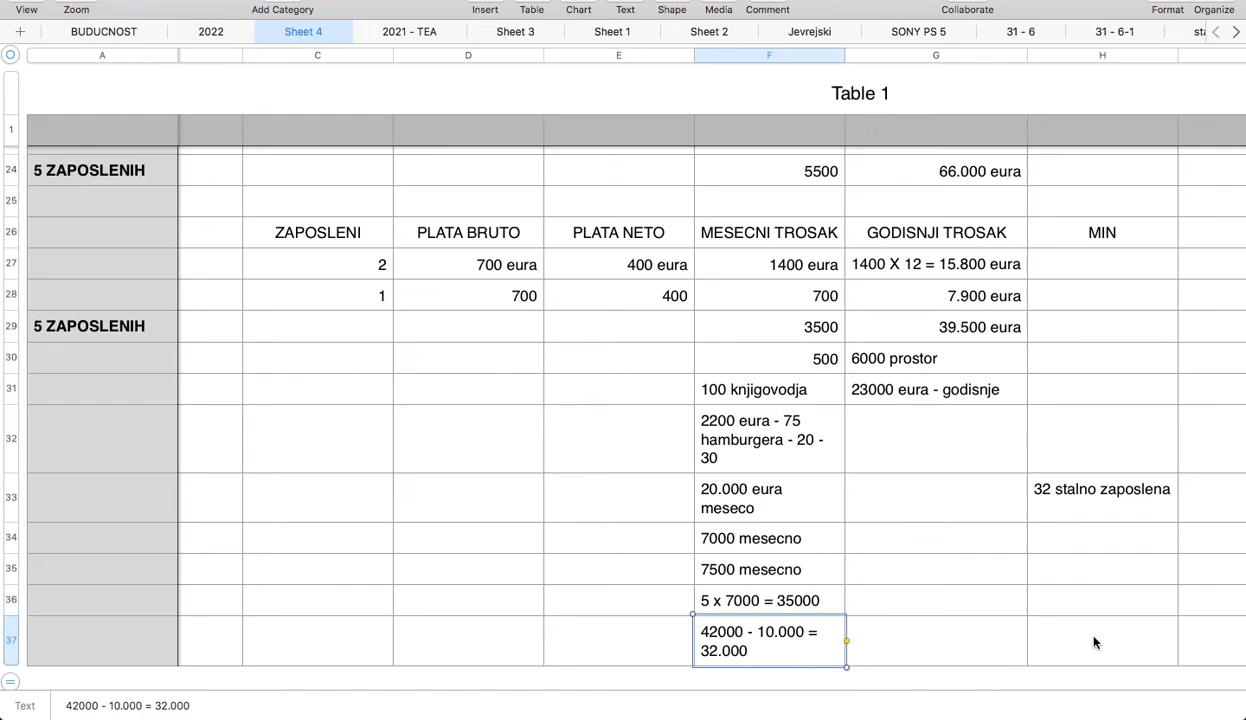 View Zoom Add Category Insert Table Chart Text Shape Media Comment Collaborate Format Organize
+ BUDUCNOST 2022 Sheet 4 2021 - TEA Sheet 3 Sheet 1 Sheet 2 Jevrejski SONY PS 5 31 - 6 31 - 6-1
A C D E F G H
Table 1
1
24 5 ZAPOSLENIH 5500 66.000 eura
25
26 ZAPOSLENI PLATA BRUTO PLATA NETO MESECNI TROSAK GODISNJI TROSAK MIN
27 2 700 eura 400 eura 1400 eura 1400 X 12 = 15.800 eura
28 1 700 400 700 7.900 eura
29 5 ZAPOSLENIH 3500 39.500 eura
30 500 6000 prostor
31 100 knjigovodja 23000 eura - godisnje
32 2200 eura - 75
hamburgera - 20 -
30
33 20.000 eura
meseco
32 stalno zaposlena
34 7000 mesecno
35 7500 mesecno
36 5 x 7000 = 35000
37 42000 - 10.000 =
32.000
Text 42000 - 10.000 = 32.000